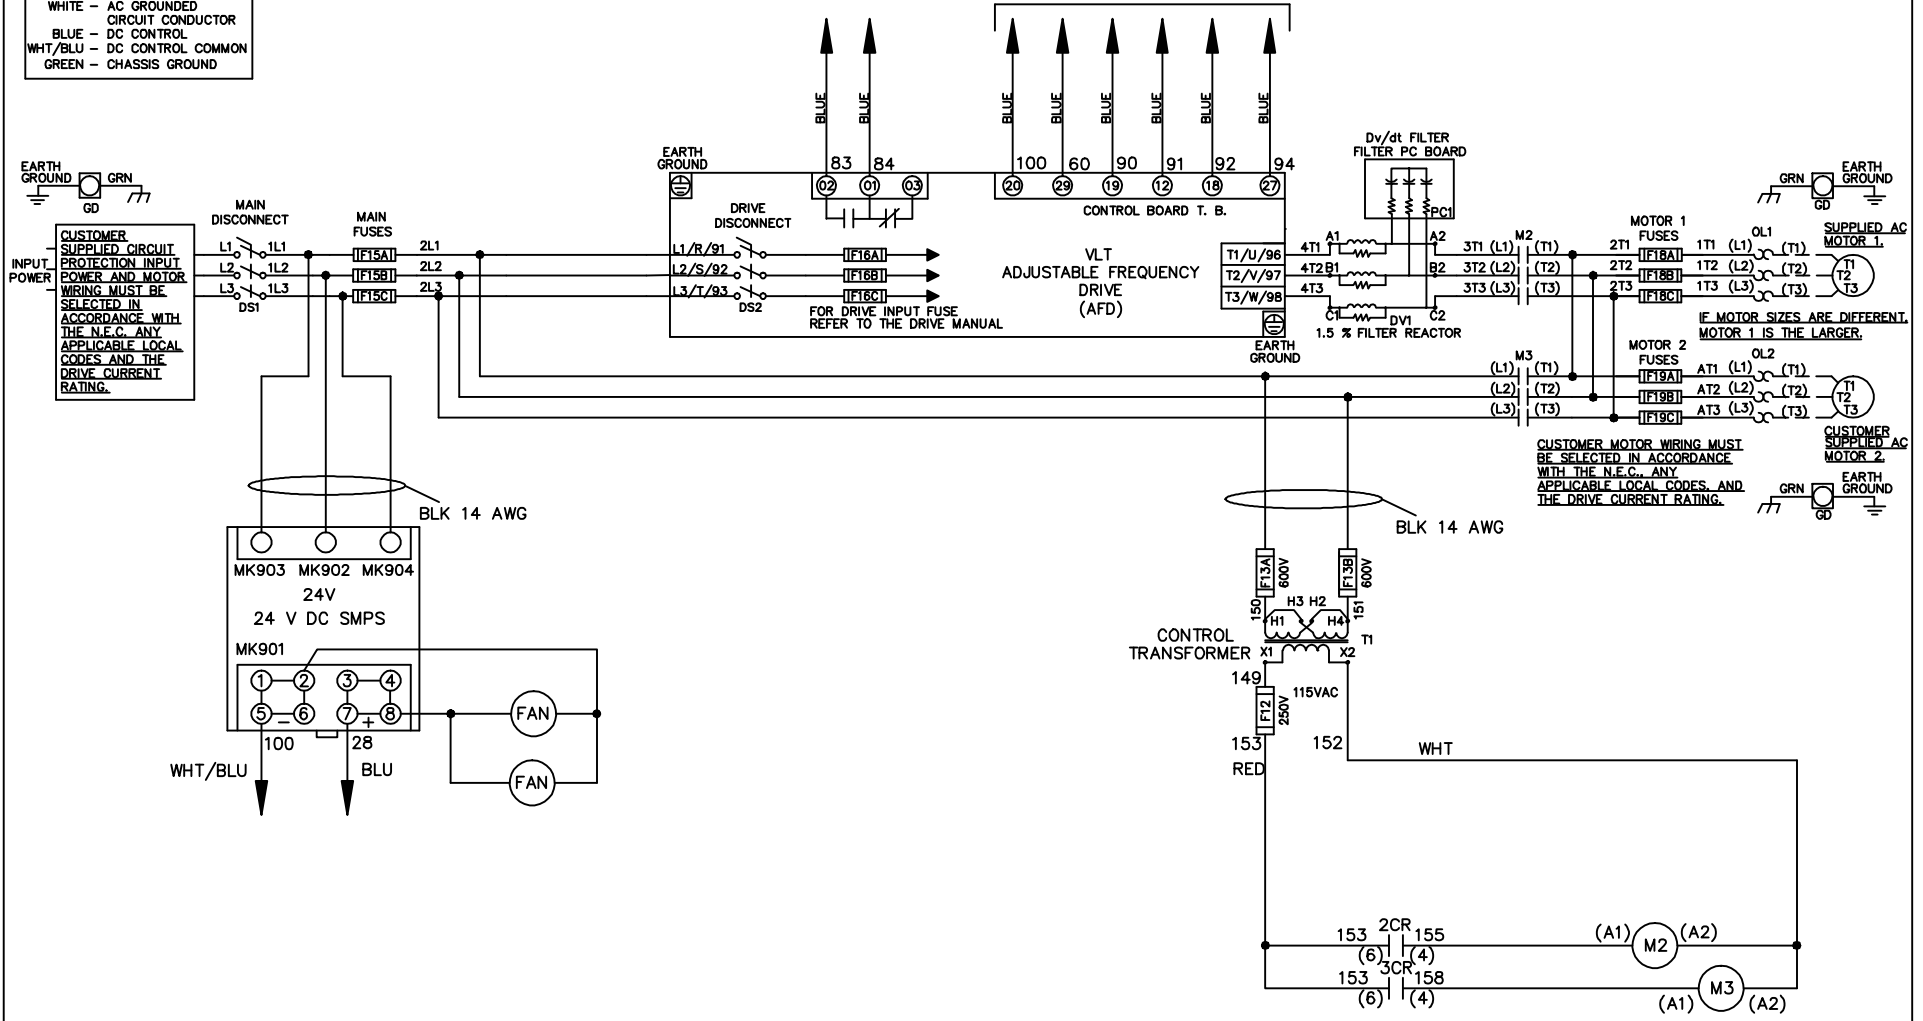 WHITE – AC GROUNDED
CIRCUIT CONDUCTOR
BLUE – DC CONTROL
WHT/BLU – DC CONTROL COMMON
GREEN – CHASSIS GROUND
BLUE
BLUE
BLUE
BLUE
BLUE
BLUE
BLUE
BLUE
83
84
100
60
90
91
92
94
02
01
03
20
29
19
12
18
27
CONTROL BOARD T. B.
EARTH
GROUND
GRN
GD
EARTH
GROUND
Dv/dt FILTER
FILTER PC BOARD
PC1
GRN
GD
EARTH
GROUND
INPUT
POWER
CUSTOMER
SUPPLIED CIRCUIT
PROTECTION INPUT
POWER AND MOTOR
WIRING MUST BE
SELECTED IN
ACCORDANCE WITH
THE N.E.C. ANY
APPLICABLE LOCAL
CODES AND THE
DRIVE CURRENT
RATING.
MAIN
DISCONNECT
L1
1L1
L2
1L2
L3
1L3
DS1
MAIN
FUSES
F15A
F15B
F15C
2L1
2L2
2L3
DRIVE
DISCONNECT
L1/R/91
L2/S/92
L3/T/93
DS2
F16A
F16B
F16C
FOR DRIVE INPUT FUSE
REFER TO THE DRIVE MANUAL
VLT
ADJUSTABLE FREQUENCY
DRIVE
(AFD)
T1/U/96
T2/V/97
T3/W/98
EARTH
GROUND
4T1
4T2
4T3
A1
A2
B1
B2
C1
C2
DV1
1.5 % FILTER REACTOR
M2
3T1 (L1) (T1)
3T2 (L2) (T2)
3T3 (L3) (T3)
MOTOR 1
FUSES
2T1
F18A
1T1 (L1) (T1)
2T2
F18B
1T2 (L2) (T2)
2T3
F18C
1T3 (L3) (T3)
OL1
SUPPLIED AC
MOTOR 1.
T1
T2
T3
IF MOTOR SIZES ARE DIFFERENT,
MOTOR 1 IS THE LARGER.
M3
(L1) (T1)
(L2) (T2)
(L3) (T3)
MOTOR 2
FUSES
F19A
AT1 (L1) (T1)
F19B
AT2 (L2) (T2)
F19C
AT3 (L3) (T3)
OL2
T1
T2
T3
CUSTOMER
SUPPLIED AC
MOTOR 2.
CUSTOMER MOTOR WIRING MUST
BE SELECTED IN ACCORDANCE
WITH THE N.E.C., ANY
APPLICABLE LOCAL CODES, AND
THE DRIVE CURRENT RATING.
GRN
GD
EARTH
GROUND
BLK 14 AWG
MK903
MK902
MK904
24V
24 V DC SMPS
MK901
1
2
3
4
5
–
6
7
+
8
100
28
WHT/BLU
BLU
FAN
FAN
BLK 14 AWG
F13A
600V
F13B
600V
150
151
H3 H2
H1
H4
T1
CONTROL
TRANSFORMER
X1
X2
149
115VAC
F12
250V
153
152
RED
WHT
2CR
153
155
(6)
(4)
(A1)
M2
(A2)
3CR
153
158
(6)
(4)
(A1)
M3
(A2)